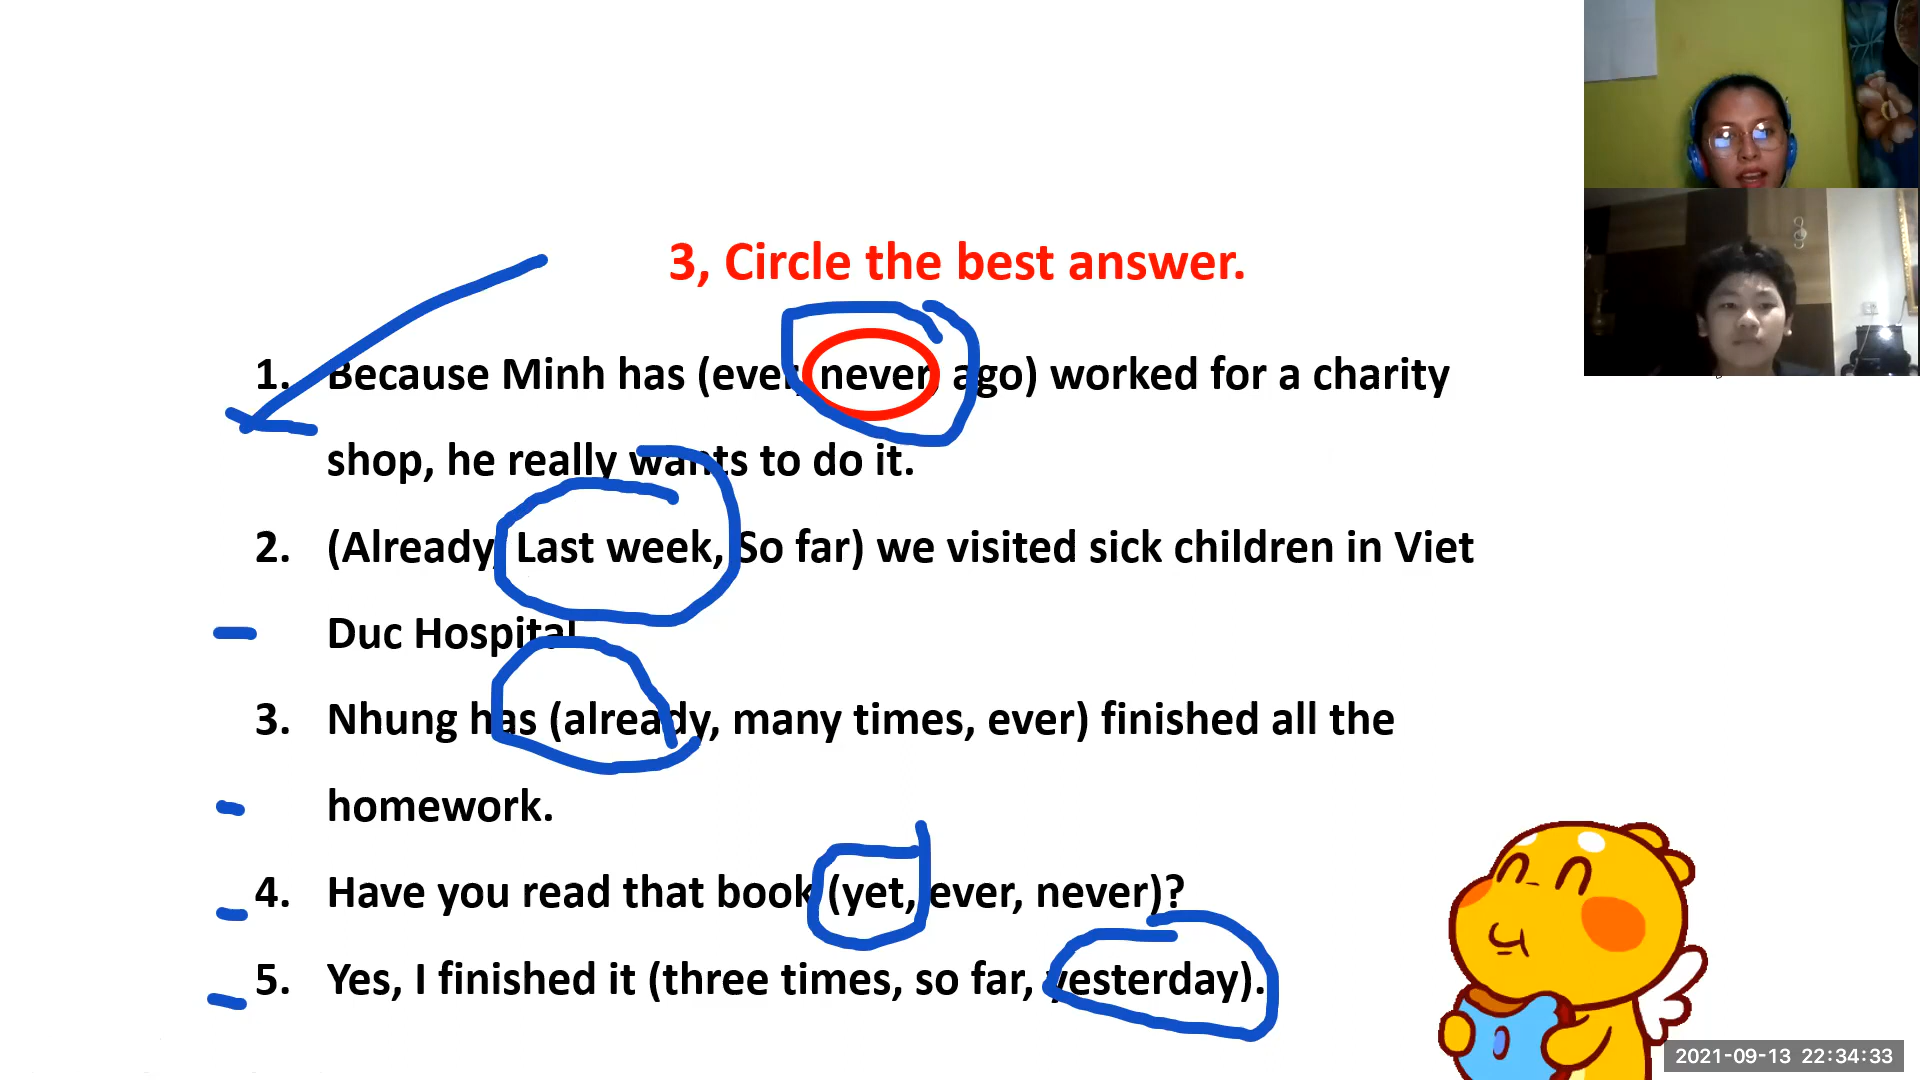 3, Circle the best answer.
1. Because Minh has (ever, never, ago) worked for a charity
shop, he really wants to do it.
2. (Already, Last week, So far) we visited sick children in Viet
Duc Hospital.
3. Nhung has (already, many times, ever) finished all the
homework.
4. Have you read that book (yet, ever, never)?
5. Yes, I finished it (three times, so far, yesterday).
2021-09-13 22:34:33